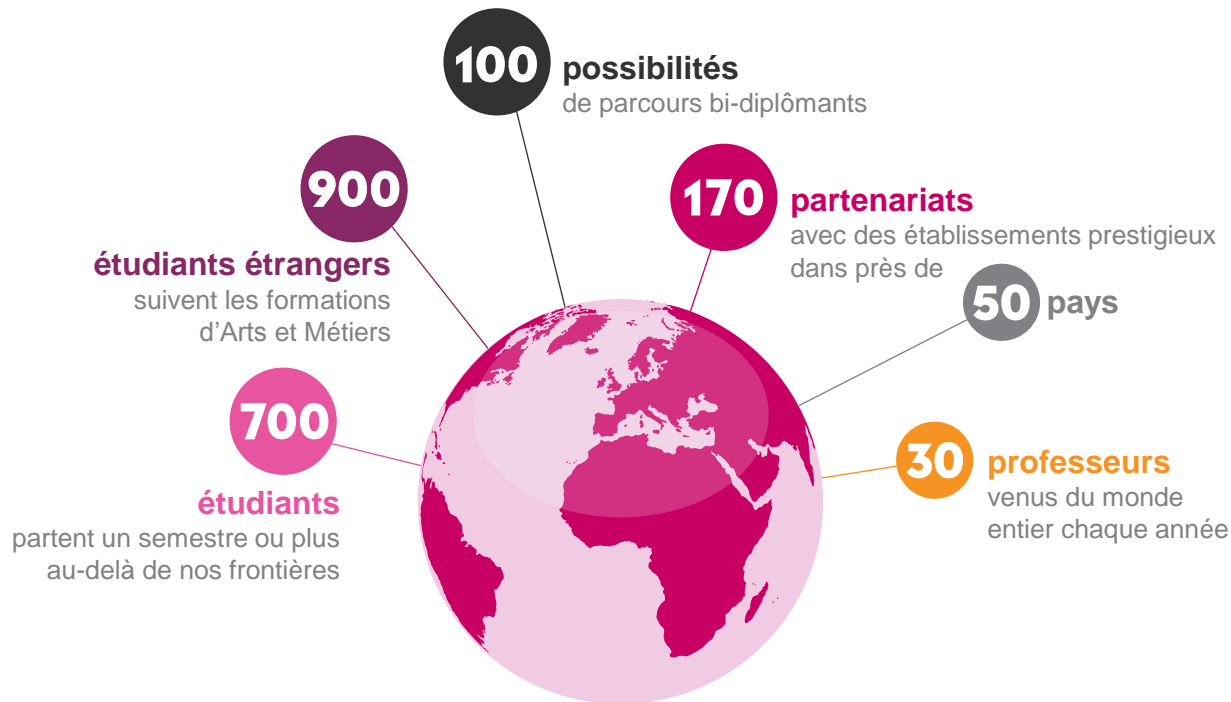 100 possibilités
de parcours bi-diplômants
900
étudiants étrangers
suivent les formations
d'Arts et Métiers
170 partenariats
avec des établissements prestigieux
dans près de
50 pays
700
étudiants
partent un semestre ou plus
au-delà de nos frontières
30 professeurs
venus du monde
entier chaque année